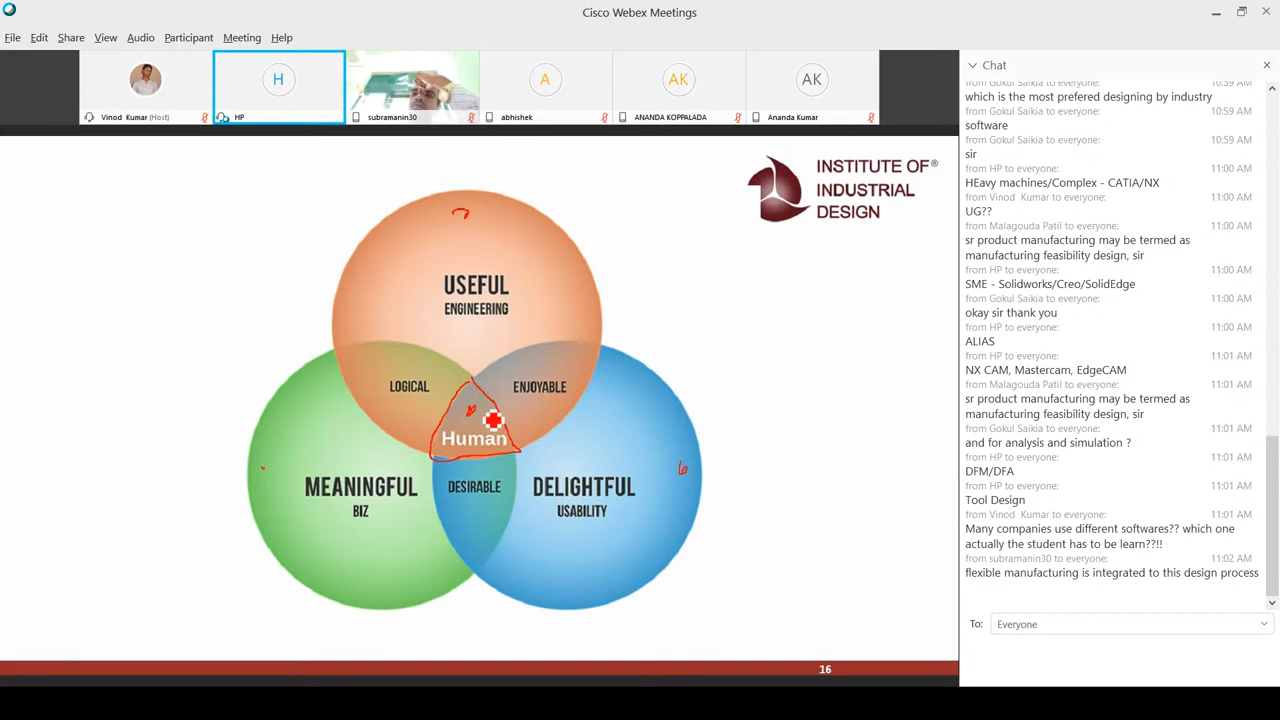 Cisco Webex Meetings
File Edit Share View Audio Participant Meeting Help
H
A
AK
AK
Vinod Kumar (Host)
HP
subramanin30
abhishek
ANANDA KOPPALADA
Ananda Kumar
INSTITUTE OF®
INDUSTRIAL
DESIGN
USEFUL
ENGINEERING
LOGICAL
ENJOYABLE
Human
MEANINGFUL
BIZ
DESIRABLE
DELIGHTFUL
USABILITY
16
Chat
from Gokul Saikia to everyone: 10:59 AM
which is the most prefered designing by industry
from Gokul Saikia to everyone: 10:59 AM
software
from Gokul Saikia to everyone: 10:59 AM
sir
from HP to everyone: 11:00 AM
HEavy machines/Complex - CATIA/NX
from Vinod Kumar to everyone: 11:00 AM
UG??
from Malagouda Patil to everyone: 11:00 AM
sr product manufacturing may be termed as
manufacturing feasibility design, sir
from HP to everyone: 11:00 AM
SME - Solidworks/Creo/SolidEdge
from Gokul Saikia to everyone: 11:00 AM
okay sir thank you
from HP to everyone: 11:01 AM
ALIAS
from HP to everyone: 11:01 AM
NX CAM, Mastercam, EdgeCAM
from Malagouda Patil to everyone: 11:01 AM
sr product manufacturing may be termed as
manufacturing feasibility design, sir
from Gokul Saikia to everyone: 11:01 AM
and for analysis and simulation ?
from HP to everyone: 11:01 AM
DFM/DFA
from HP to everyone: 11:01 AM
Tool Design
from Vinod Kumar to everyone: 11:01 AM
Many companies use different softwares?? which one
actually the student has to be learn??!!
from subramanin30 to everyone: 11:02 AM
flexible manufacturing is integrated to this design process
To: Everyone